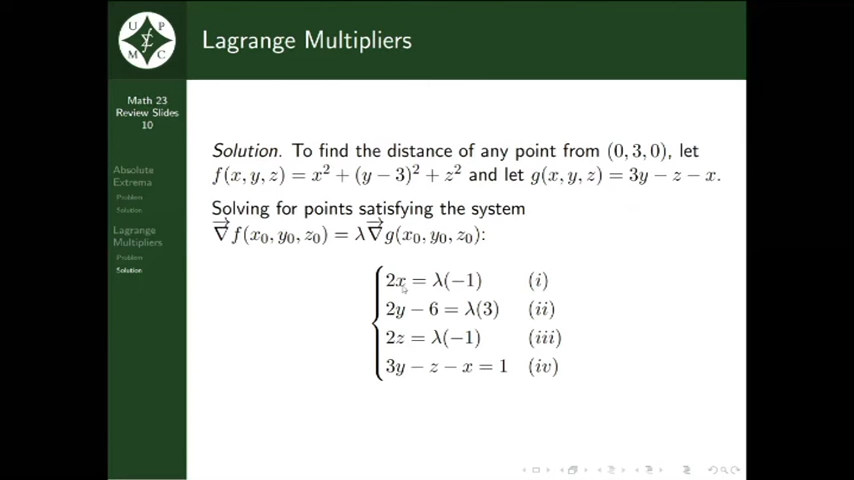 U P
M C
Lagrange Multipliers
Math 23
Review Slides
10
Absolute
Extrema
Problem
Solution
Lagrange
Multipliers
Problem
Solution
Solution. To find the distance of any point from (0, 3, 0), let
f(x, y, z) = x² + (y − 3)² + z² and let g(x, y, z) = 3y − z − x.
Solving for points satisfying the system
∇⃗f(x₀, y₀, z₀) = λ∇⃗g(x₀, y₀, z₀):
2x = λ(−1) (i)
2y − 6 = λ(3) (ii)
2z = λ(−1) (iii)
3y − z − x = 1 (iv)